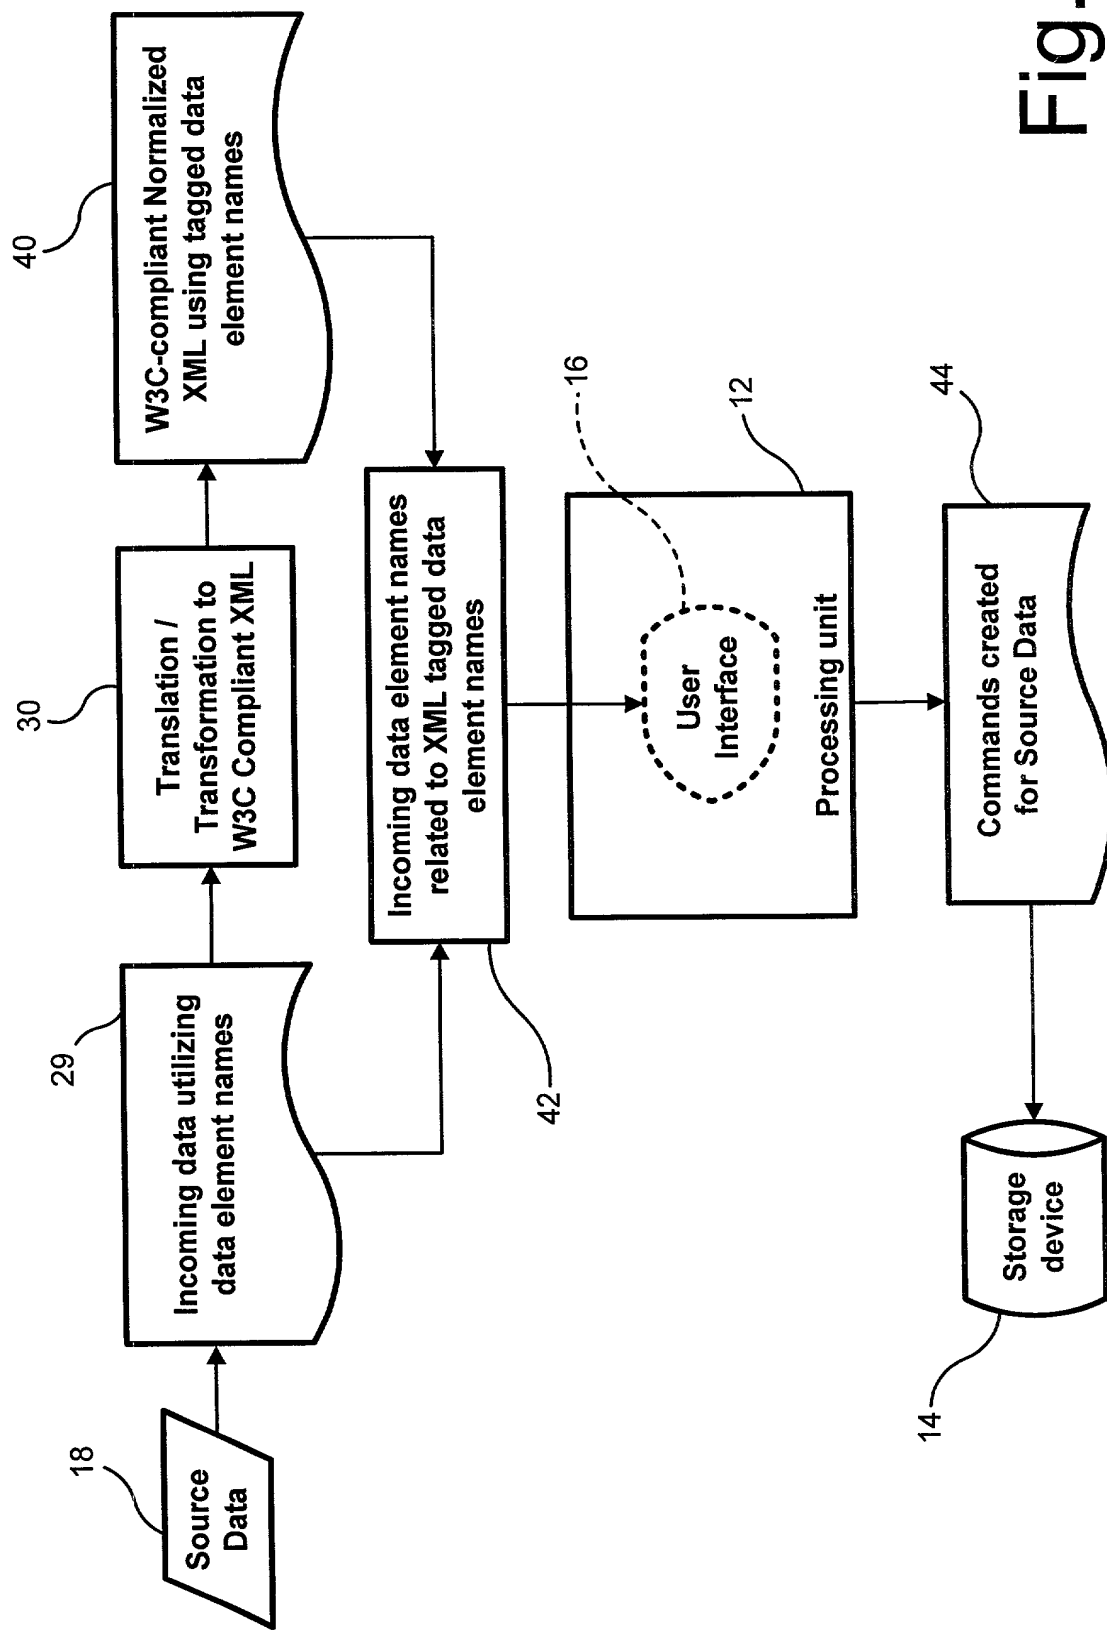 18
Source
Data
29
Incoming data utilizing
data element names
30
Translation /
Transformation to
W3C Compliant XML
40
W3C-compliant Normalized
XML using tagged data
element names
42
Incoming data element names
related to XML tagged data
element names
16
User
Interface
12
Processing unit
44
Commands created
for Source Data
14
Storage
device
Fig.